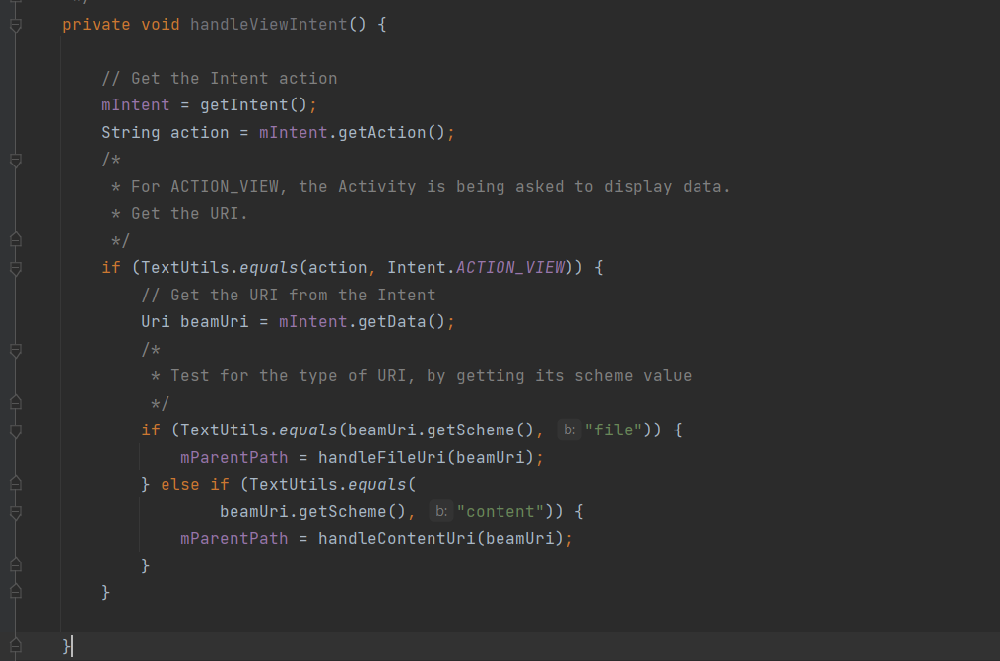 */
private void handleViewIntent() {
// Get the Intent action
mIntent = getIntent();
String action = mIntent.getAction();
/*
* For ACTION_VIEW, the Activity is being asked to display data.
* Get the URI.
*/
if (TextUtils.equals(action, Intent.ACTION_VIEW)) {
// Get the URI from the Intent
Uri beamUri = mIntent.getData();
/*
* Test for the type of URI, by getting its scheme value
*/
if (TextUtils.equals(beamUri.getScheme(), b: "file")) {
mParentPath = handleFileUri(beamUri);
} else if (TextUtils.equals(
beamUri.getScheme(), b: "content")) {
mParentPath = handleContentUri(beamUri);
}
}
}